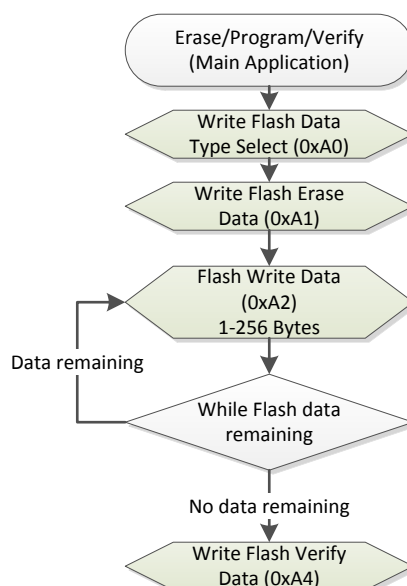 Erase/Program/Verify
(Main Application)
Write Flash Data
Type Select (0xA0)
Write Flash Erase
Data (0xA1)
Flash Write Data
(0xA2)
1-256 Bytes
Data remaining
While Flash data
remaining
No data remaining
Write Flash Verify
Data (0xA4)